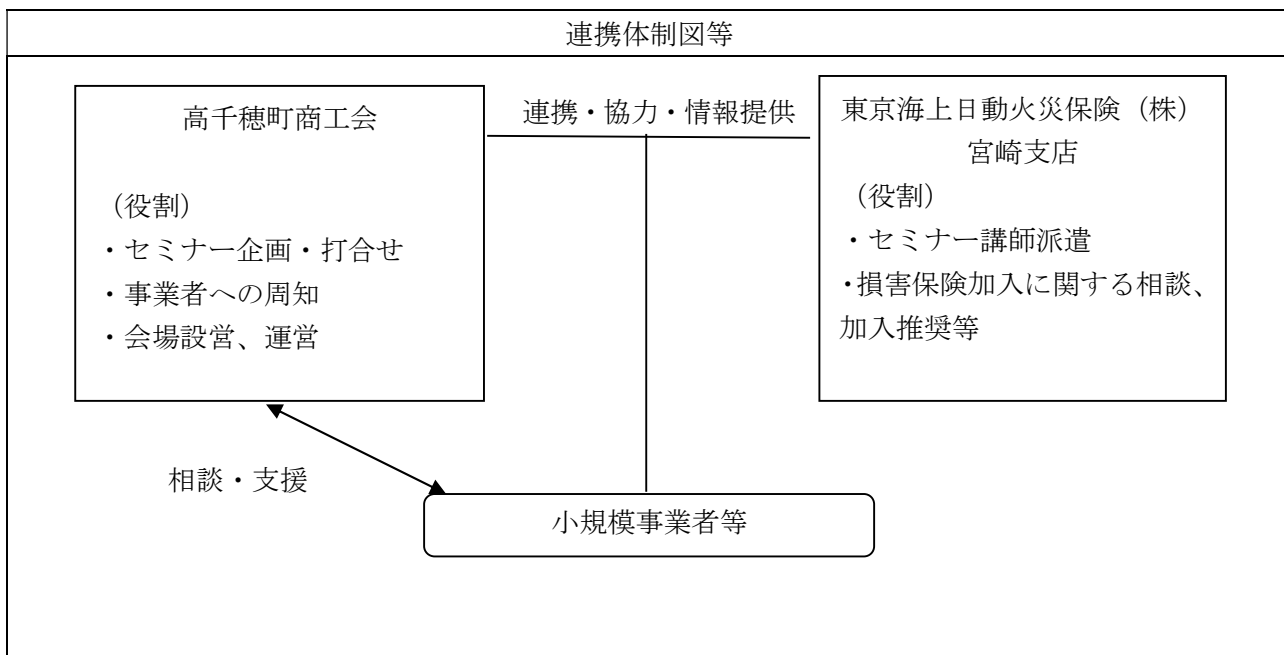 連携体制図等
高千穂町商工会
（役割）
・セミナー企画・打合せ
・事業者への周知
・会場設営、運営
連携・協力・情報提供
東京海上日動火災保険（株）
宮崎支店
（役割）
・セミナー講師派遣
・損害保険加入に関する相談、
加入推奨等
相談・支援
小規模事業者等